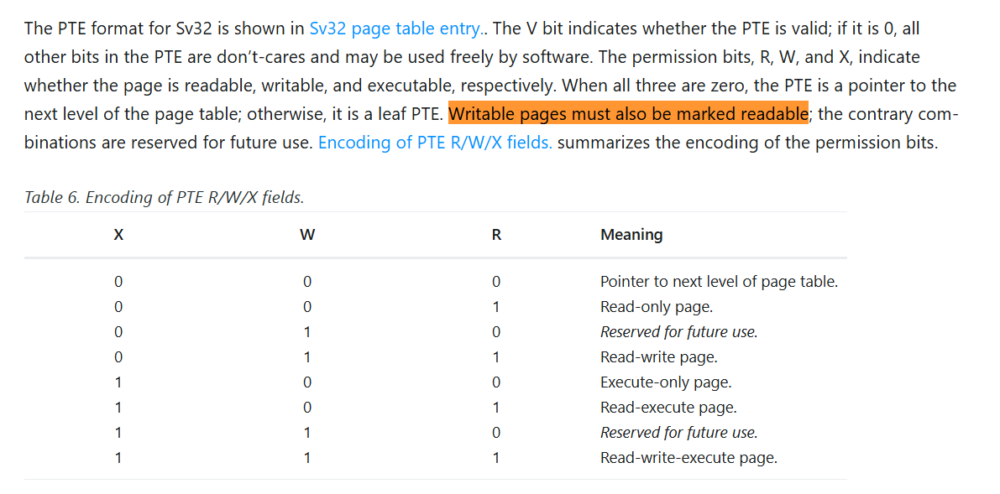 The PTE format for Sv32 is shown in Sv32 page table entry.. The V bit indicates whether the PTE is valid; if it is 0, all
other bits in the PTE are don’t-cares and may be used freely by software. The permission bits, R, W, and X, indicate
whether the page is readable, writable, and executable, respectively. When all three are zero, the PTE is a pointer to the
next level of the page table; otherwise, it is a leaf PTE. Writable pages must also be marked readable; the contrary com-
binations are reserved for future use. Encoding of PTE R/W/X fields. summarizes the encoding of the permission bits.
Table 6. Encoding of PTE R/W/X fields.
X W R Meaning
0 0 0 Pointer to next level of page table.
0 0 1 Read-only page.
0 1 0 Reserved for future use.
0 1 1 Read-write page.
1 0 0 Execute-only page.
1 0 1 Read-execute page.
1 1 0 Reserved for future use.
1 1 1 Read-write-execute page.